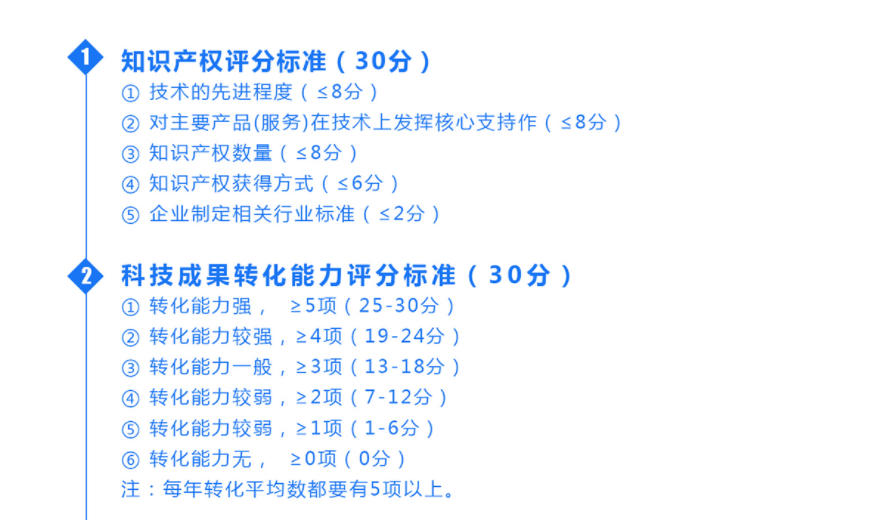 1 知识产权评分标准（30分）
① 技术的先进程度（≤8分）
② 对主要产品(服务)在技术上发挥核心支持作（≤8分）
③ 知识产权数量（≤8分）
④ 知识产权获得方式（≤6分）
⑤ 企业制定相关行业标准（≤2分）
2 科技成果转化能力评分标准（30分）
① 转化能力强， ≥5项（25-30分）
② 转化能力较强，≥4项（19-24分）
③ 转化能力一般，≥3项（13-18分）
④ 转化能力较弱，≥2项（7-12分）
⑤ 转化能力较弱，≥1项（1-6分）
⑥ 转化能力无， ≥0项（0分）
注：每年转化平均数都要有5项以上。